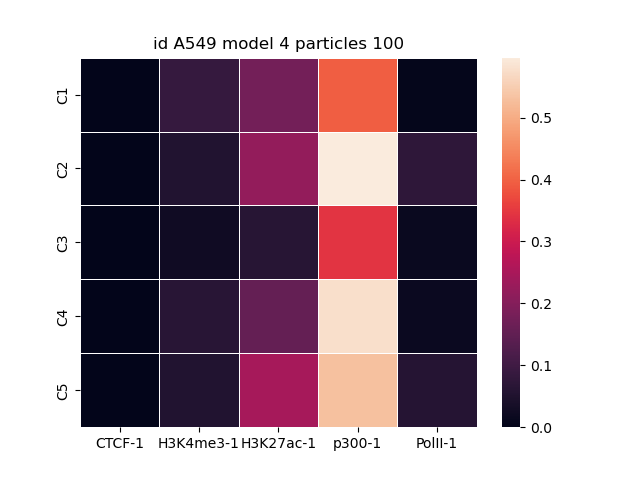 id A549 model 4 particles 100
C1
C2
C3
C4
C5
CTCF-1 H3K4me3-1 H3K27ac-1 p300-1 PolII-1
0.5
0.4
0.3
0.2
0.1
0.0